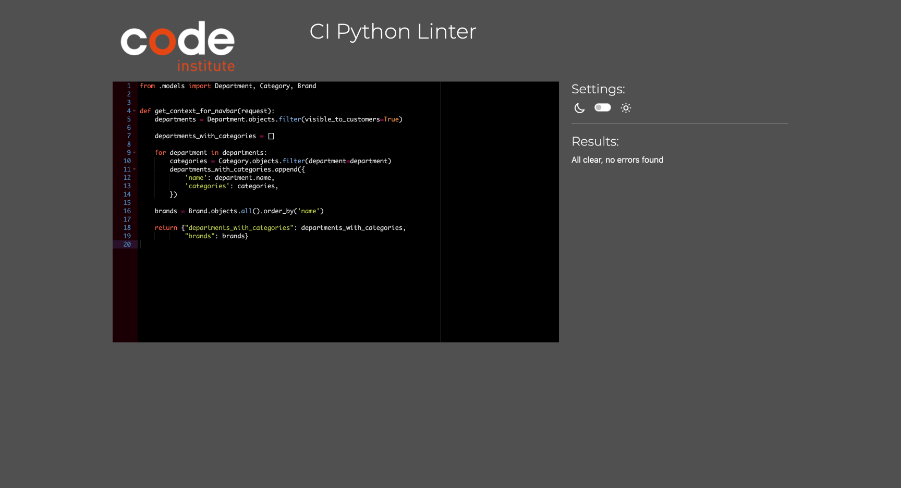 code
institute
CI Python Linter
1 from .models import Department, Category, Brand
2
3
4 def get_context_for_navbar(request):
5     departments = Department.objects.filter(visible_to_customers=True)
6
7     departments_with_categories = []
8
9     for department in departments:
10         categories = Category.objects.filter(department=department)
11         departments_with_categories.append({
12             'name': department.name,
13             'categories': categories,
14         })
15
16     brands = Brand.objects.all().order_by('name')
17
18     return {"departments_with_categories": departments_with_categories,
19             "brands": brands}
20
Settings:
Results:
All clear, no errors found